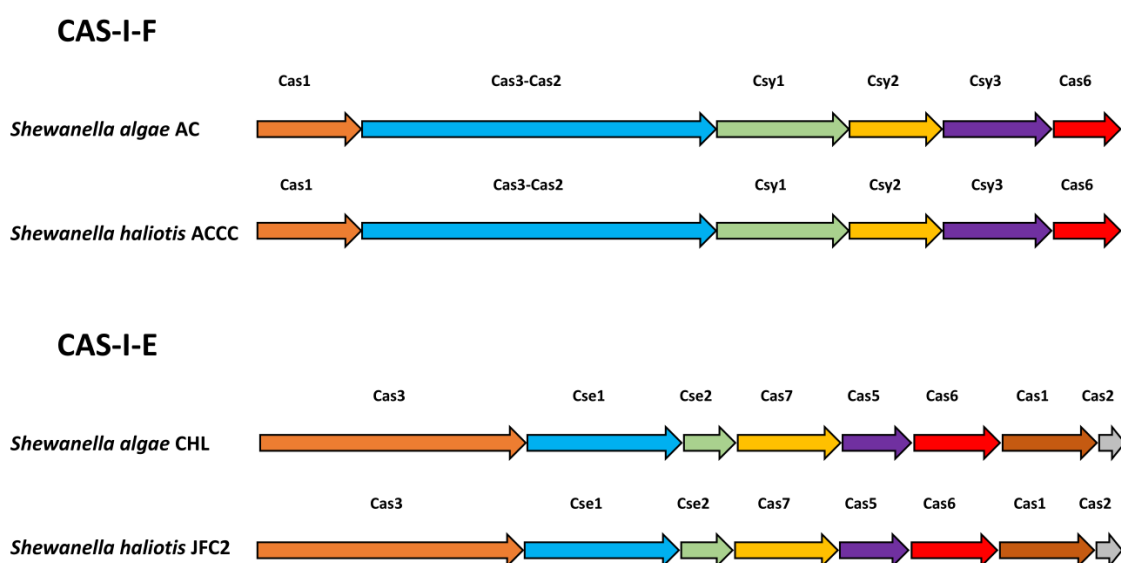 CAS-I-F
Cas1 Cas3-Cas2 Csy1 Csy2 Csy3 Cas6
Shewanella algae AC
Cas1 Cas3-Cas2 Csy1 Csy2 Csy3 Cas6
Shewanella haliotis ACCC
CAS-I-E
Cas3 Cse1 Cse2 Cas7 Cas5 Cas6 Cas1 Cas2
Shewanella algae CHL
Cas3 Cse1 Cse2 Cas7 Cas5 Cas6 Cas1 Cas2
Shewanella haliotis JFC2